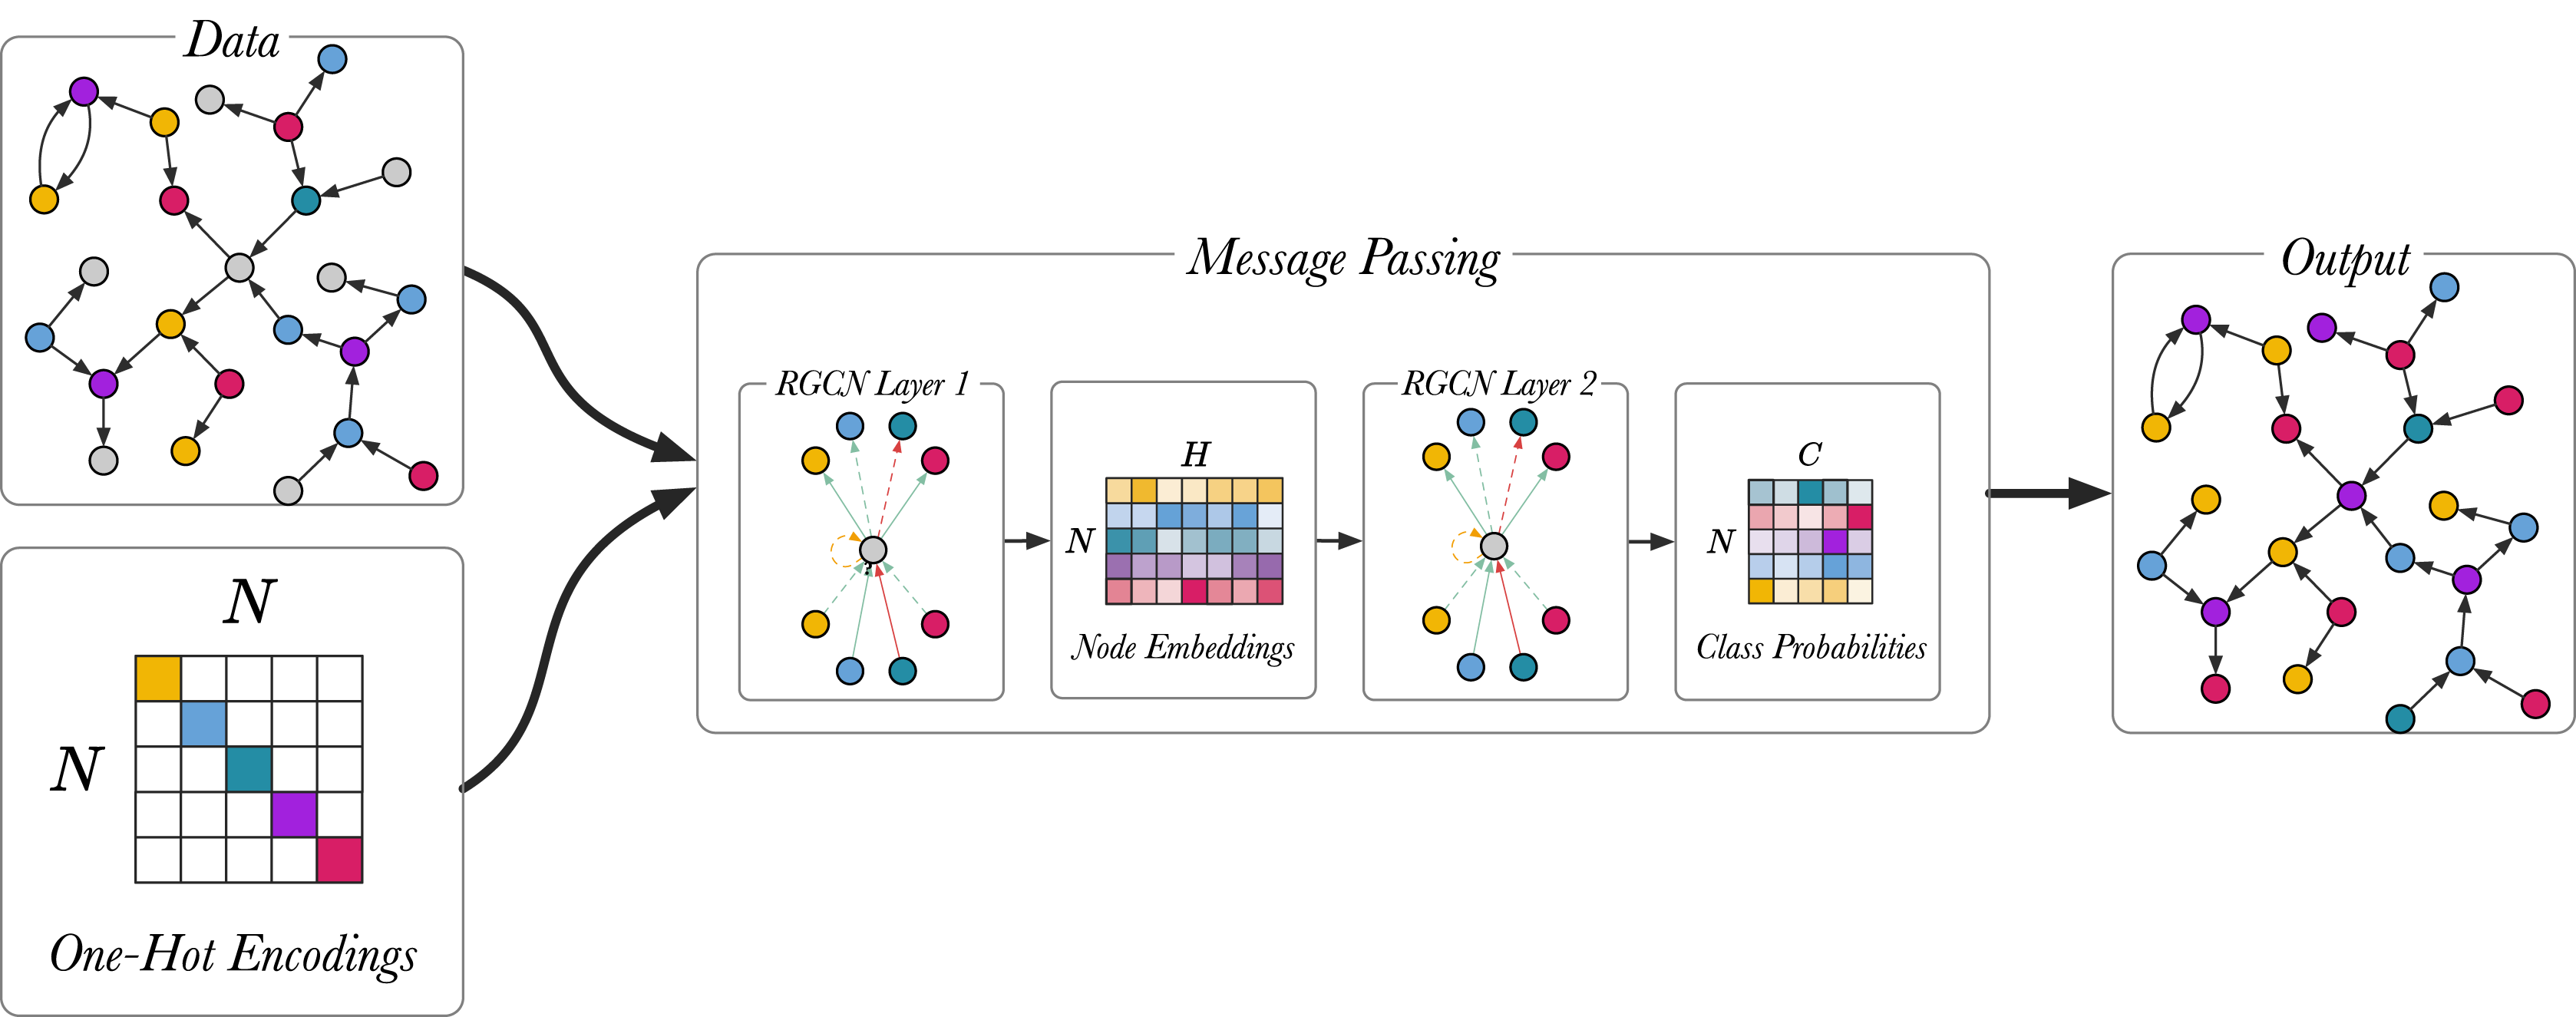 Data
N
N
One-Hot Encodings
Message Passing
RGCN Layer 1
?
H
N
Node Embeddings
RGCN Layer 2
C
N
Class Probabilities
Output